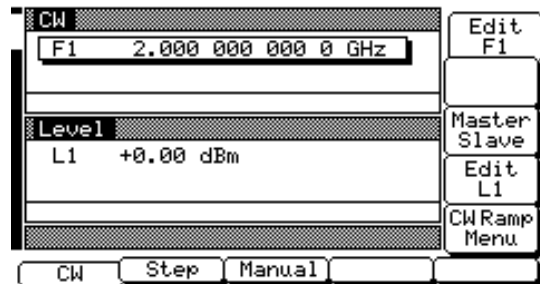 CW
F1 2.000 000 000 0 GHz
Level
L1 +0.00 dBm
Edit
F1
Master
Slave
Edit
L1
CW Ramp
Menu
CW Step Manual